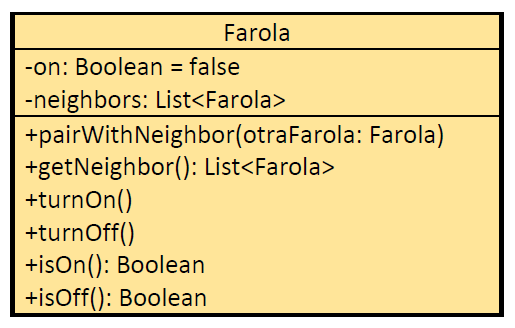 Farola
-on: Boolean = false
-neighbors: List<Farola>
+pairWithNeighbor(otraFarola: Farola)
+getNeighbor(): List<Farola>
+turnOn()
+turnOff()
+isOn(): Boolean
+isOff(): Boolean